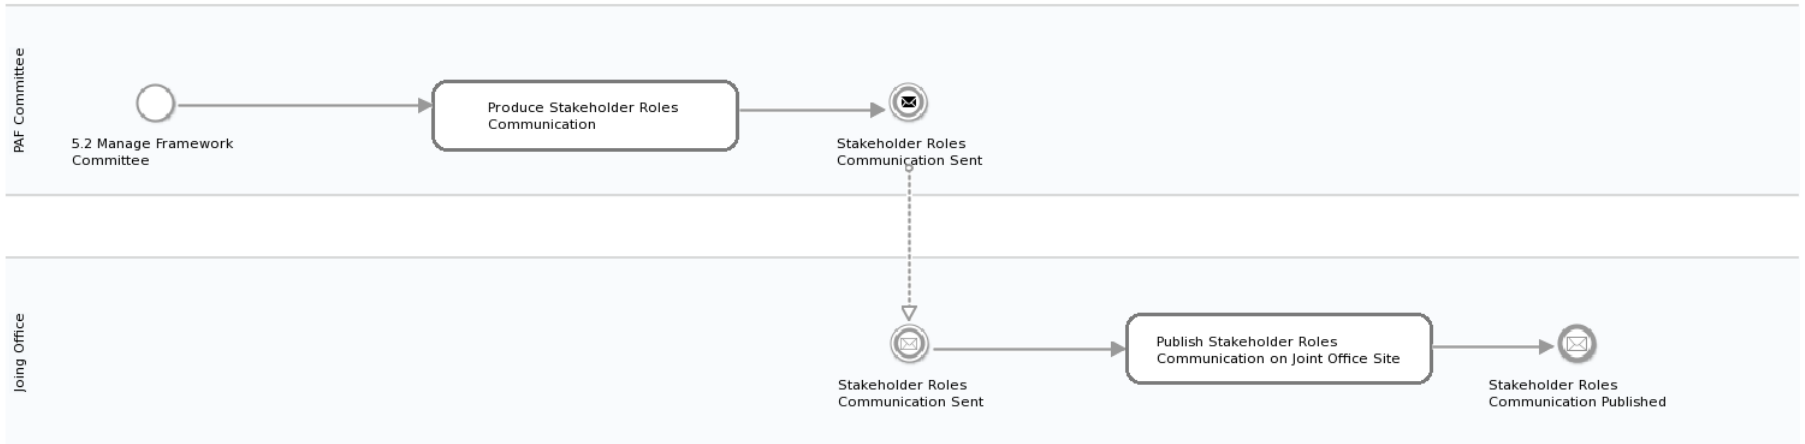 PAF Committee
5.2 Manage Framework
Committee
Produce Stakeholder Roles
Communication
Stakeholder Roles
Communication Sent
Joing Office
Stakeholder Roles
Communication Sent
Publish Stakeholder Roles
Communication on Joint Office Site
Stakeholder Roles
Communication Published